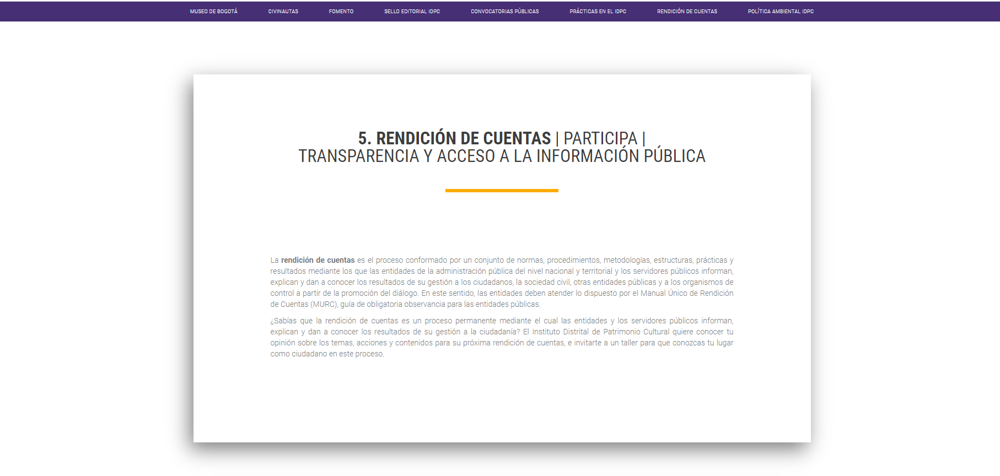 MUSEO DE BOGOTÁ CIVINAUTAS FOMENTO SELLO EDITORIAL IDPC CONVOCATORIAS PÚBLICAS PRÁCTICAS EN EL IDPC RENDICIÓN DE CUENTAS POLÍTICA AMBIENTAL IDPC
5. RENDICIÓN DE CUENTAS | PARTICIPA |
TRANSPARENCIA Y ACCESO A LA INFORMACIÓN PÚBLICA
La rendición de cuentas es el proceso conformado por un conjunto de normas, procedimientos, metodologías, estructuras, prácticas y
resultados mediante los que las entidades de la administración pública del nivel nacional y territorial y los servidores públicos informan,
explican y dan a conocer los resultados de su gestión a los ciudadanos, la sociedad civil, otras entidades públicas y a los organismos de
control a partir de la promoción del diálogo. En este sentido, las entidades deben atender lo dispuesto por el Manual Único de Rendición
de Cuentas (MURC), guía de obligatoria observancia para las entidades públicas.
¿Sabías que la rendición de cuentas es un proceso permanente mediante el cual las entidades y los servidores públicos informan,
explican y dan a conocer los resultados de su gestión a la ciudadanía? El Instituto Distrital de Patrimonio Cultural quiere conocer tu
opinión sobre los temas, acciones y contenidos para su próxima rendición de cuentas, e invitarte a un taller para que conozcas tu lugar
como ciudadano en este proceso.